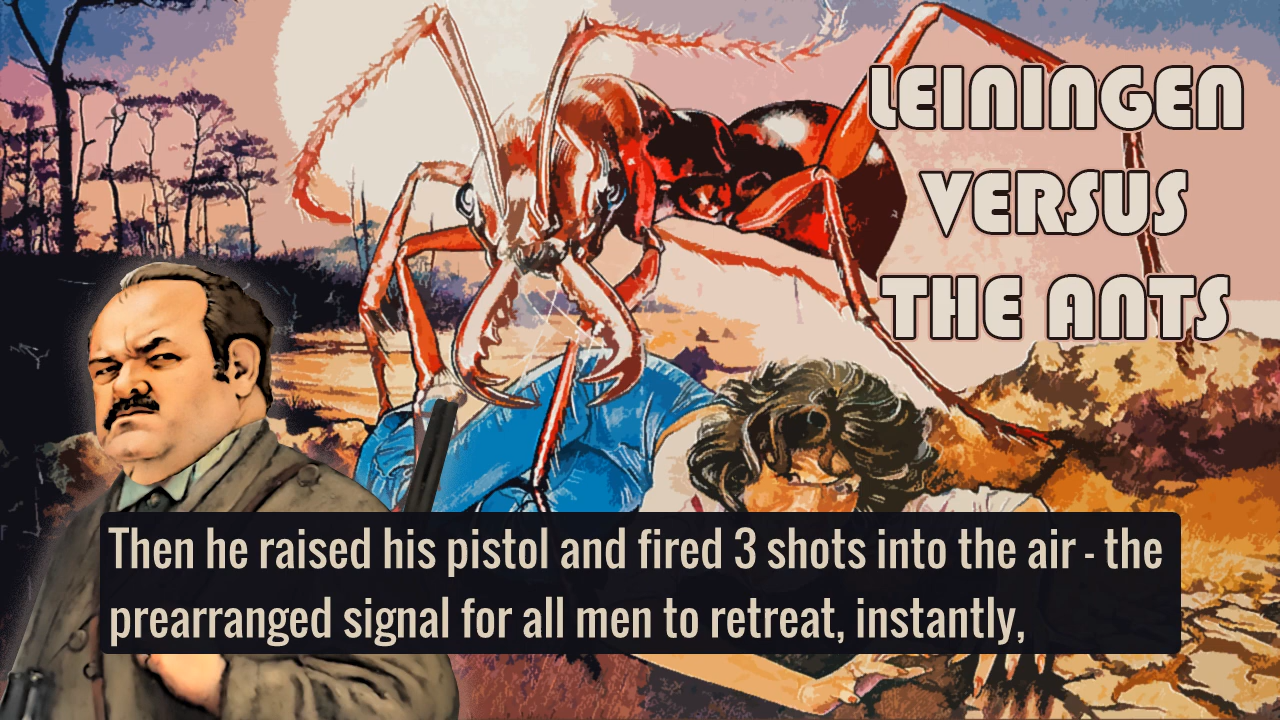 LEININGEN
VERSUS
THE ANTS
Then he raised his pistol and fired 3 shots into the air - the
prearranged signal for all men to retreat, instantly,